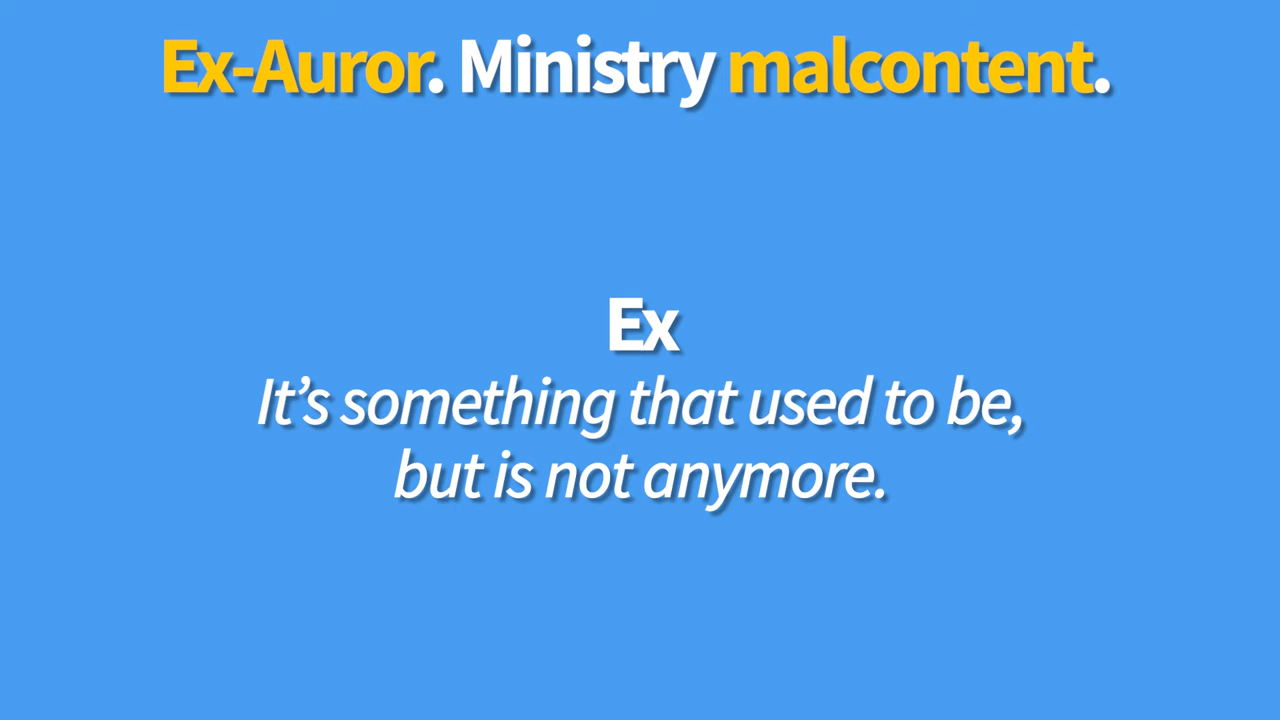 Ex-Auror. Ministry malcontent.
Ex
It’s something that used to be,
but is not anymore.